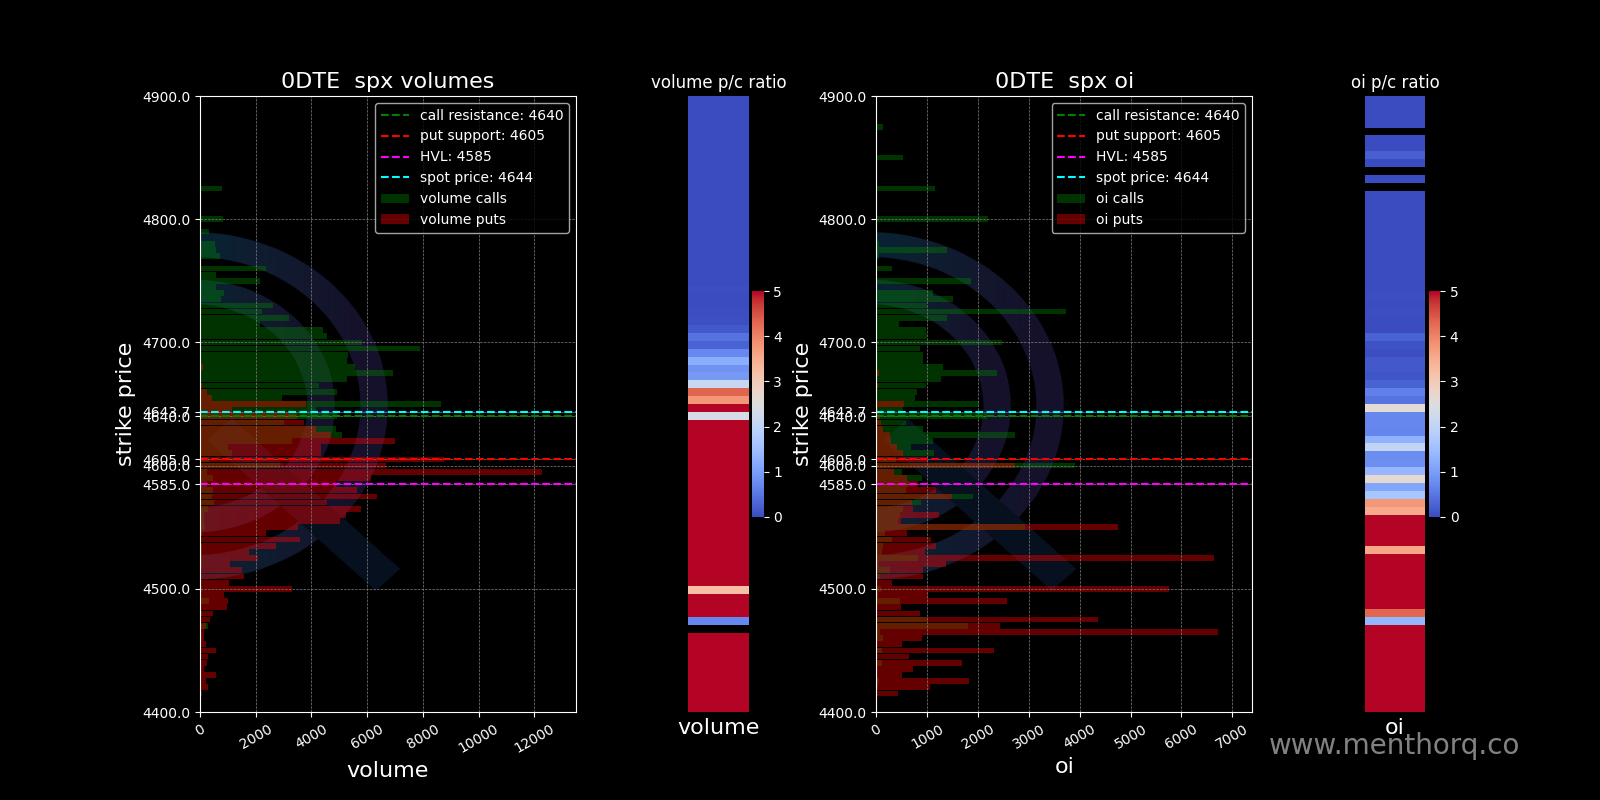 0DTE  spx volumes
volume p/c ratio
0DTE  spx oi
oi p/c ratio
4900.0
4800.0
4700.0
4643.7
4640.0
4605.0
4600.0
4585.0
4500.0
4400.0
strike price
call resistance: 4640
put support: 4605
HVL: 4585
spot price: 4644
volume calls
volume puts
0
2000
4000
6000
8000
10000
12000
volume
5
4
3
2
1
0
volume
4900.0
4800.0
4700.0
4643.7
4640.0
4605.0
4600.0
4585.0
4500.0
4400.0
strike price
call resistance: 4640
put support: 4605
HVL: 4585
spot price: 4644
oi calls
oi puts
0
1000
2000
3000
4000
5000
6000
7000
oi
5
4
3
2
1
0
oi
www.menthorq.co